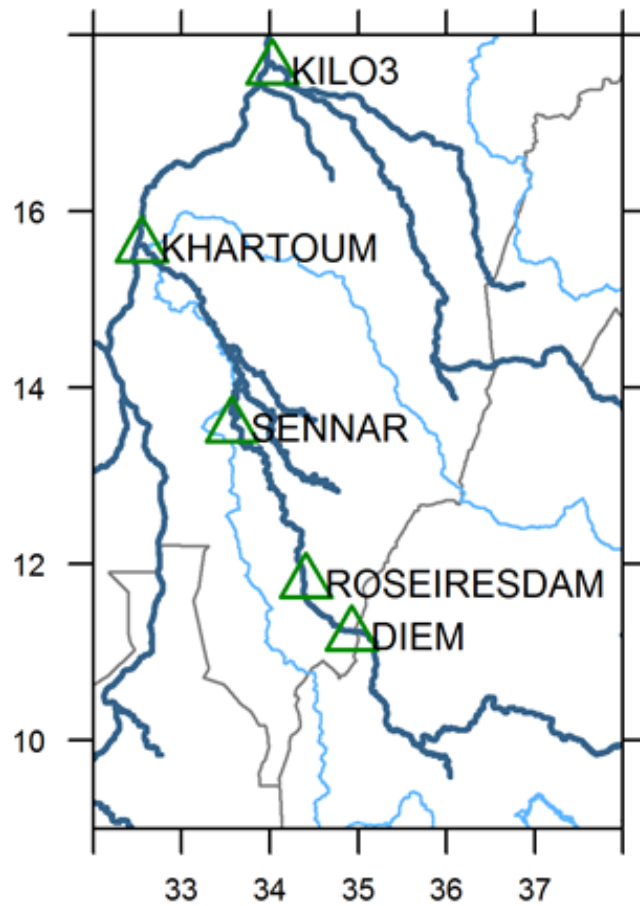 KILO3
16
KHARTOUM
14
SENNAR
12
ROSEIRESDAM
DIEM
10
33 34 35 36 37